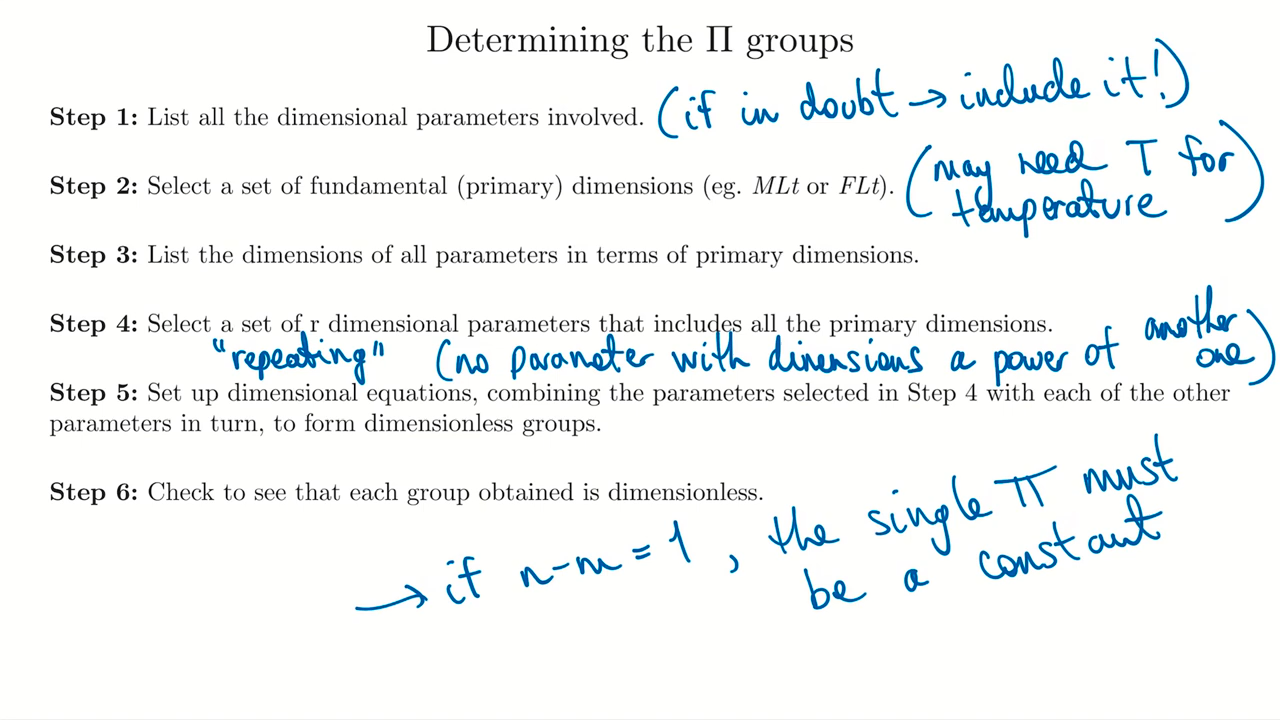 Determining the Π groups
Step 1: List all the dimensional parameters involved. (if in doubt → include it!)
Step 2: Select a set of fundamental (primary) dimensions (eg. MLt or FLt). (may need T for
temperature)
Step 3: List the dimensions of all parameters in terms of primary dimensions.
Step 4: Select a set of r dimensional parameters that includes all the primary dimensions.
"repeating" (no parameter with dimensions a power of another
one)
Step 5: Set up dimensional equations, combining the parameters selected in Step 4 with each of the other
parameters in turn, to form dimensionless groups.
Step 6: Check to see that each group obtained is dimensionless.
→ if n-m = 1, the single Π must
be a constant